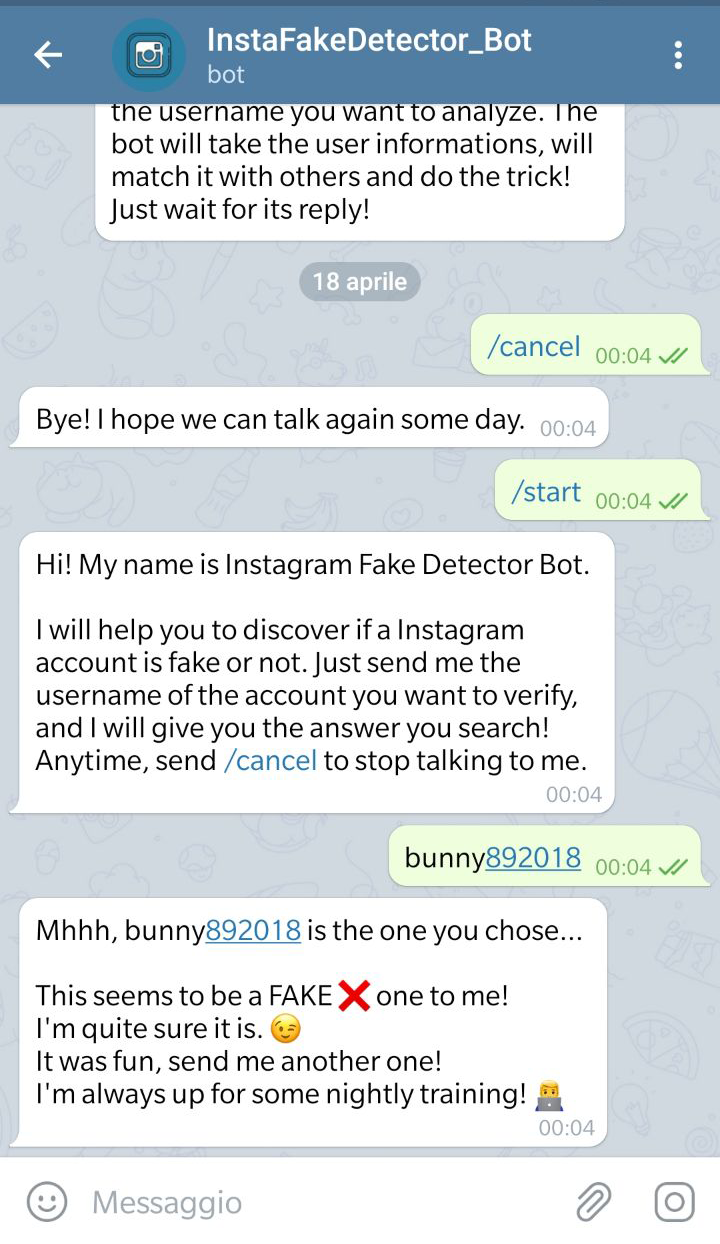 InstaFakeDetector_Bot
bot
the username you want to analyze. The
bot will take the user informations, will
match it with others and do the trick!
Just wait for its reply!
18 aprile
/cancel 00:04
Bye! I hope we can talk again some day. 00:04
/start 00:04
Hi! My name is Instagram Fake Detector Bot.
I will help you to discover if a Instagram
account is fake or not. Just send me the
username of the account you want to verify,
and I will give you the answer you search!
Anytime, send /cancel to stop talking to me.
00:04
bunny892018 00:04
Mhhh, bunny892018 is the one you chose...
This seems to be a FAKE ❌ one to me!
I'm quite sure it is. 😉
It was fun, send me another one!
I'm always up for some nightly training! 👨‍💻
00:04
Messaggio